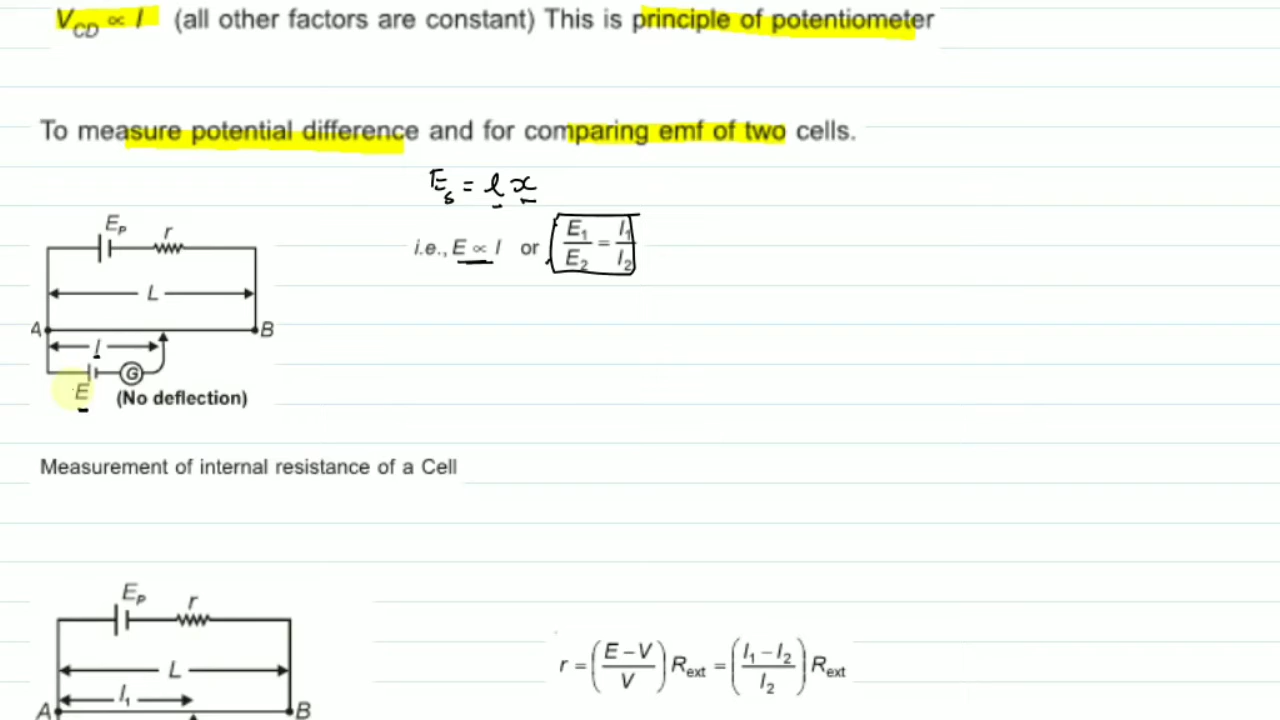 V_CD ∝ l (all other factors are constant) This is principle of potentiometer
To measure potential difference and for comparing emf of two cells.
E_s = l x
i.e., E ∝ l or E₁/E₂ = l₁/l₂
E_P r
L
A B
l
G
E (No deflection)
Measurement of internal resistance of a Cell
E_P r
L
l₁
A B
r = ((E – V)/V) R_ext = ((l₁ – l₂)/l₂) R_ext